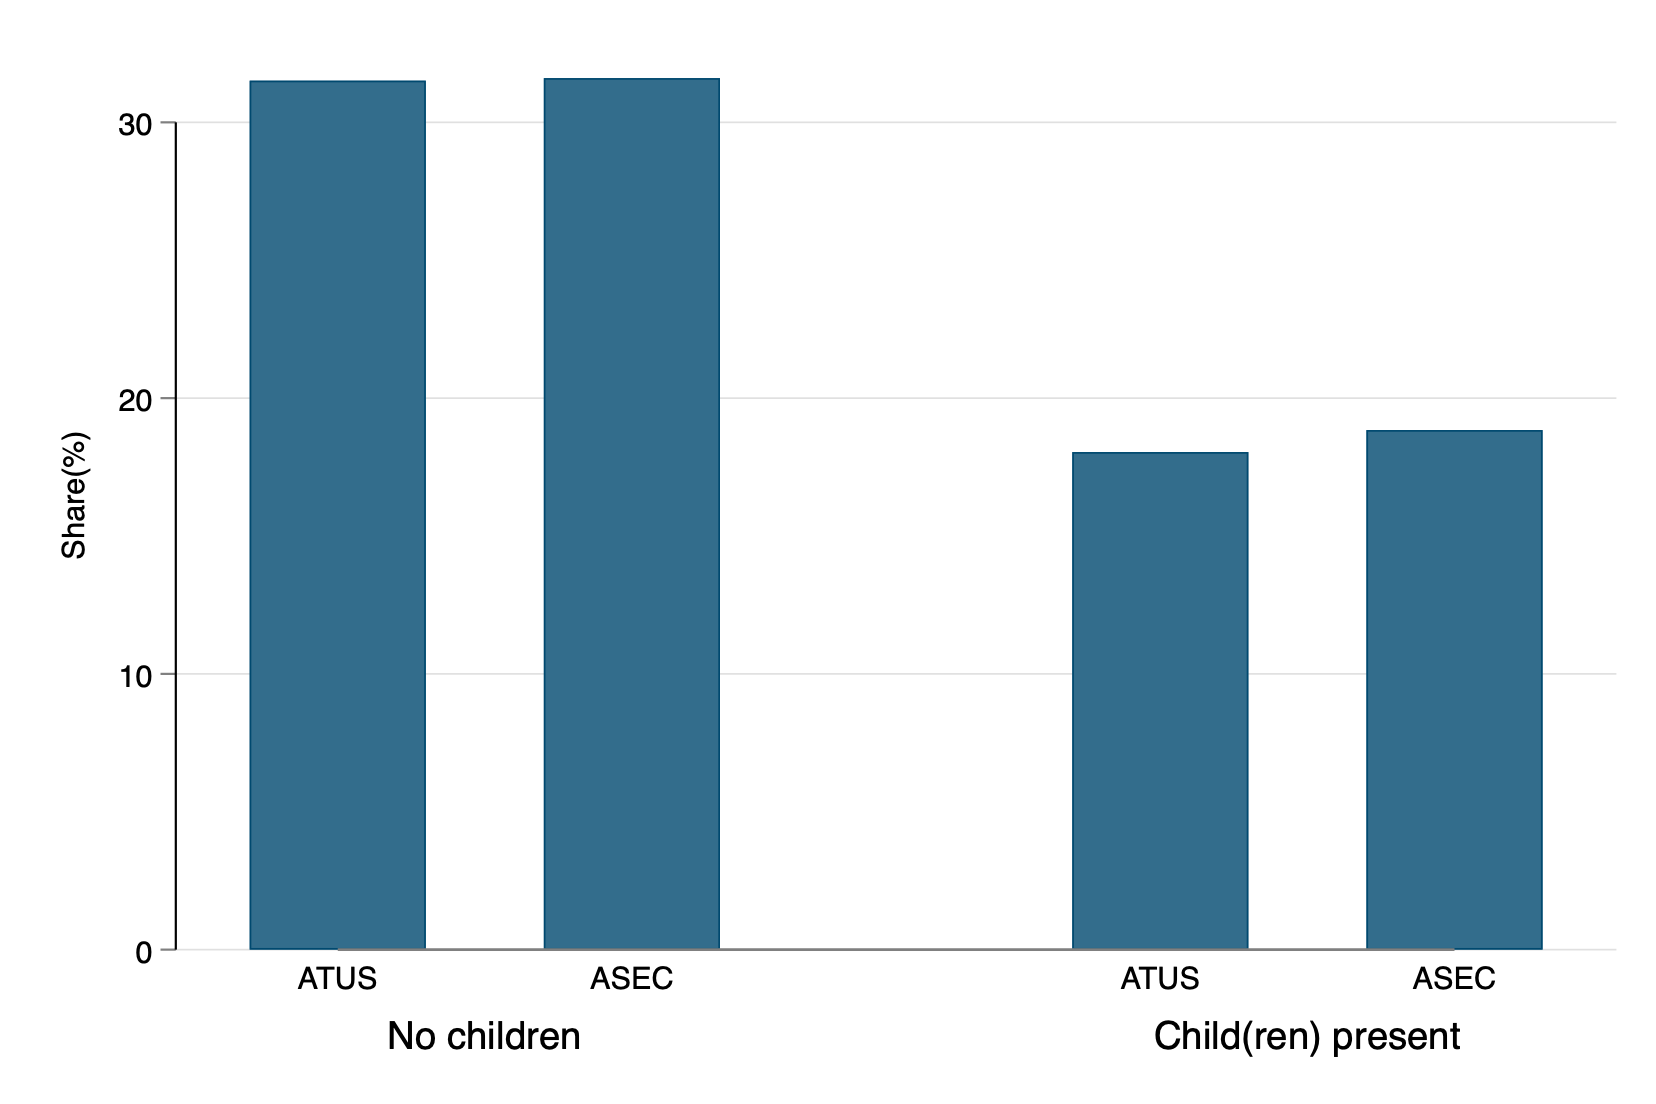 30
20
10
0
Share(%)
ATUS ASEC ATUS ASEC
No children Child(ren) present